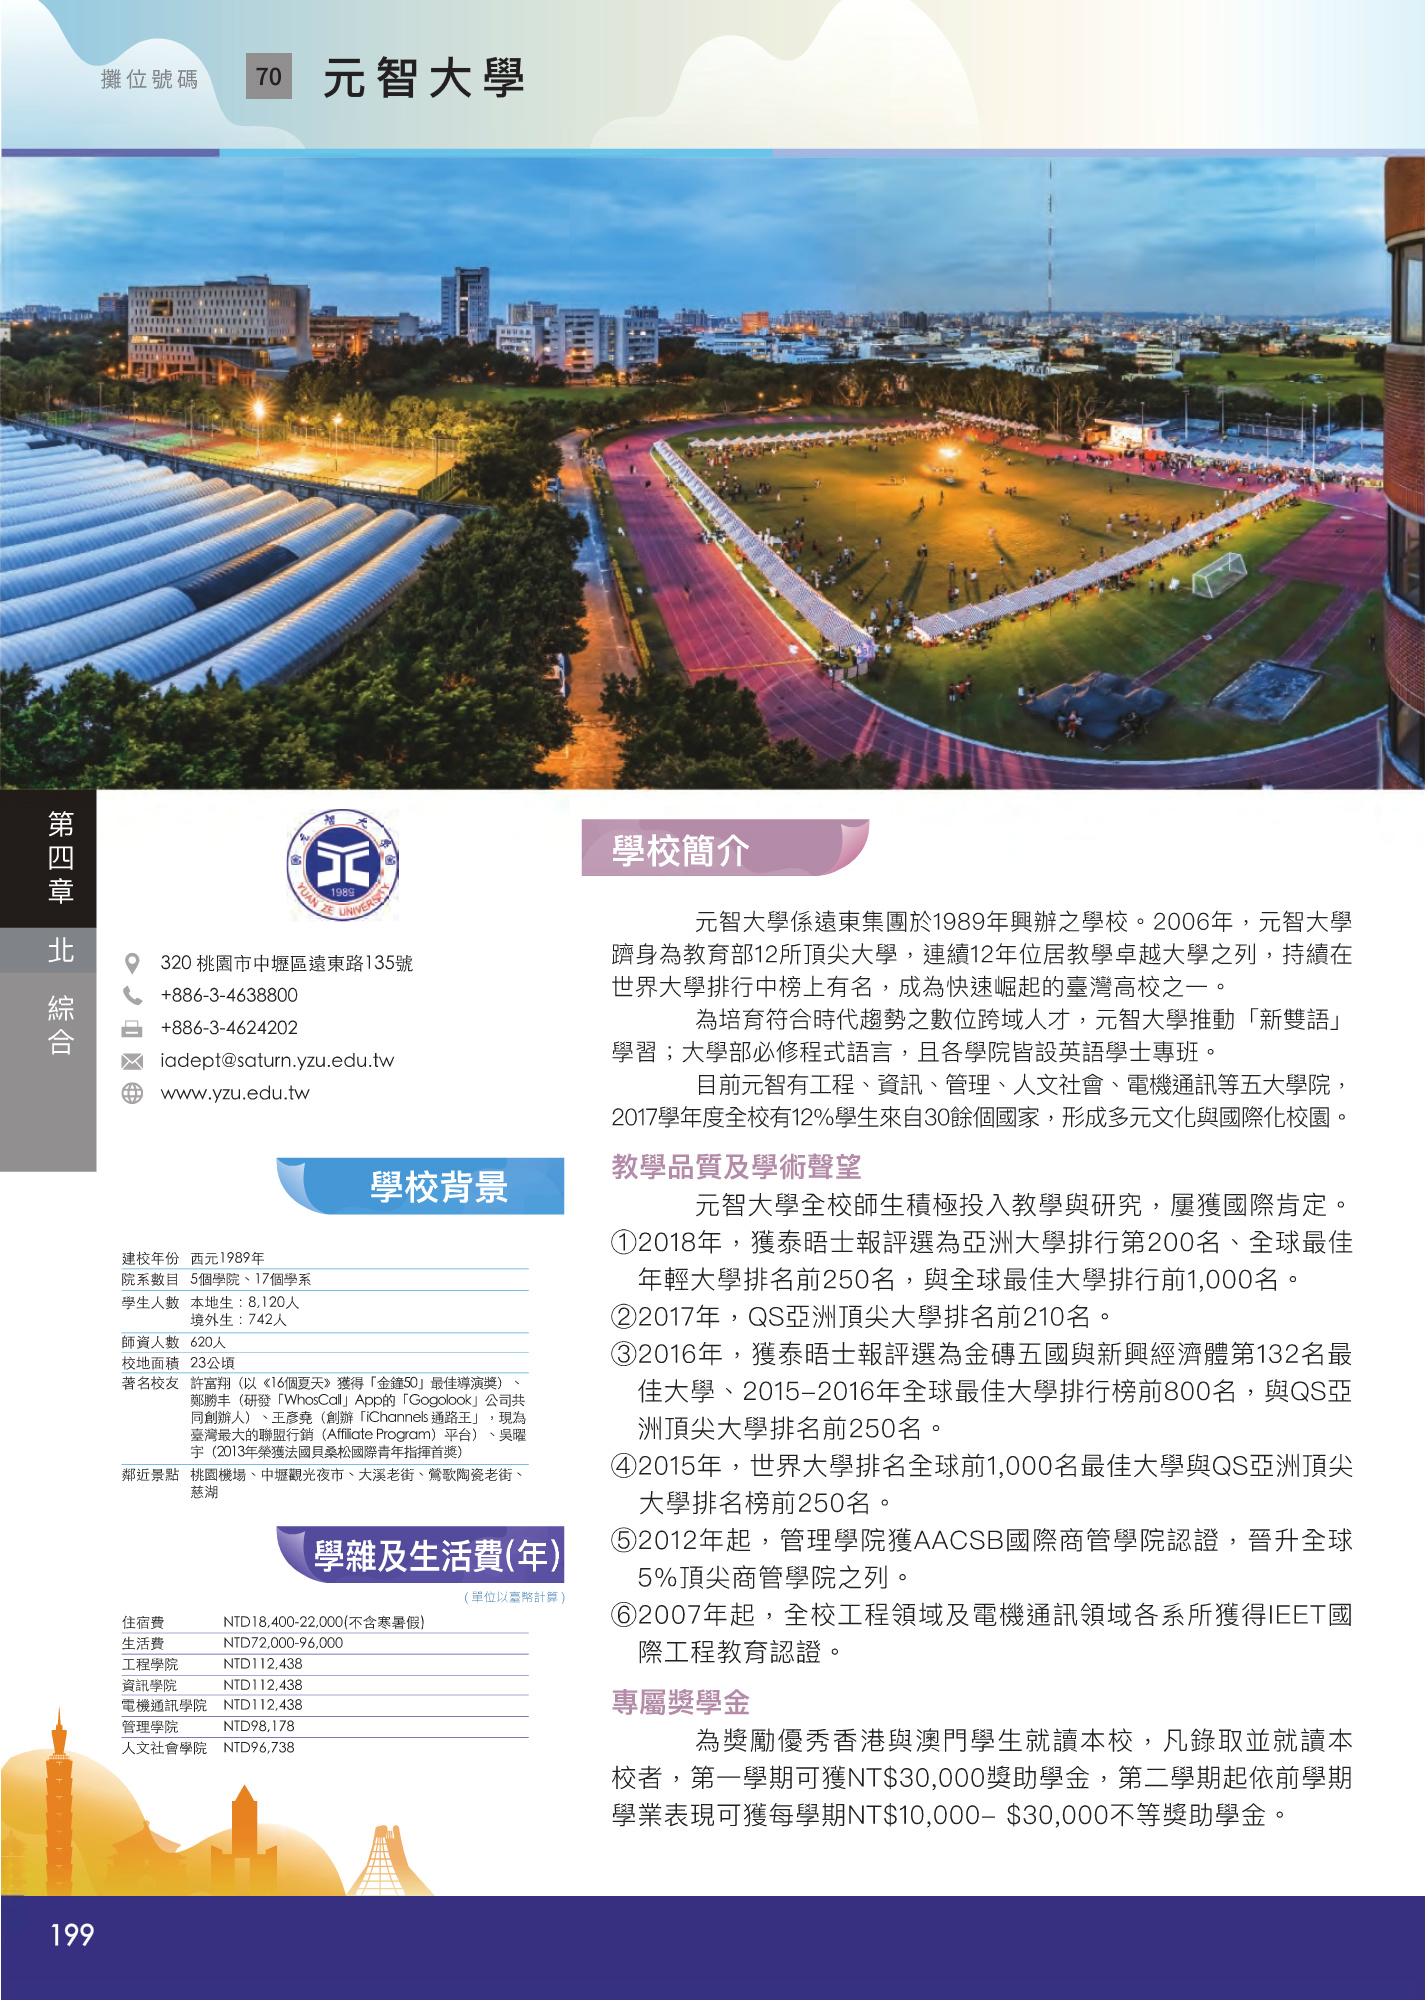 攤位號碼 70 元智大學
第四章
北
綜合
元智大學
1989
YUAN ZE UNIVERSITY
320 桃園市中壢區遠東路135號
+886-3-4638800
+886-3-4624202
iadept@saturn.yzu.edu.tw
www.yzu.edu.tw
學校背景
建校年份 西元1989年
院系數目 5個學院、17個學系
學生人數 本地生：8,120人
境外生：742人
師資人數 620人
校地面積 23公頃
著名校友 許富翔（以《16個夏天》獲得「金鐘50」最佳導演獎）、
鄭勝丰（研發「WhosCall」App的「Gogolook」公司共
同創辦人）、王彥堯（創辦「iChannels 通路王」，現為
臺灣最大的聯盟行銷（Affiliate Program）平台）、吳曜
宇（2013年榮獲法國貝桑松國際青年指揮首奬）
鄰近景點 桃園機場、中壢觀光夜市、大溪老街、鶯歌陶瓷老街、
慈湖
學雜及生活費(年)
(單位以臺幣計算)
住宿費 NTD18,400-22,000(不含寒暑假)
生活費 NTD72,000-96,000
工程學院 NTD112,438
資訊學院 NTD112,438
電機通訊學院 NTD112,438
管理學院 NTD98,178
人文社會學院 NTD96,738
學校簡介
元智大學係遠東集團於1989年興辦之學校。2006年，元智大學
躋身為教育部12所頂尖大學，連續12年位居教學卓越大學之列，持續在
世界大學排行中榜上有名，成為快速崛起的臺灣高校之一。
為培育符合時代趨勢之數位跨域人才，元智大學推動「新雙語」
學習；大學部必修程式語言，且各學院皆設英語學士專班。
目前元智有工程、資訊、管理、人文社會、電機通訊等五大學院，
2017學年度全校有12%學生來自30餘個國家，形成多元文化與國際化校園。
教學品質及學術聲望
元智大學全校師生積極投入教學與研究，屢獲國際肯定。
①2018年，獲泰晤士報評選為亞洲大學排行第200名、全球最佳
年輕大學排名前250名，與全球最佳大學排行前1,000名。
②2017年，QS亞洲頂尖大學排名前210名。
③2016年，獲泰晤士報評選為金磚五國與新興經濟體第132名最
佳大學、2015–2016年全球最佳大學排行榜前800名，與QS亞
洲頂尖大學排名前250名。
④2015年，世界大學排名全球前1,000名最佳大學與QS亞洲頂尖
大學排名榜前250名。
⑤2012年起，管理學院獲AACSB國際商管學院認證，晉升全球
5%頂尖商管學院之列。
⑥2007年起，全校工程領域及電機通訊領域各系所獲得IEET國
際工程教育認證。
專屬獎學金
為獎勵優秀香港與澳門學生就讀本校，凡錄取並就讀本
校者，第一學期可獲NT$30,000獎助學金，第二學期起依前學期
學業表現可獲每學期NT$10,000– $30,000不等獎助學金。
199